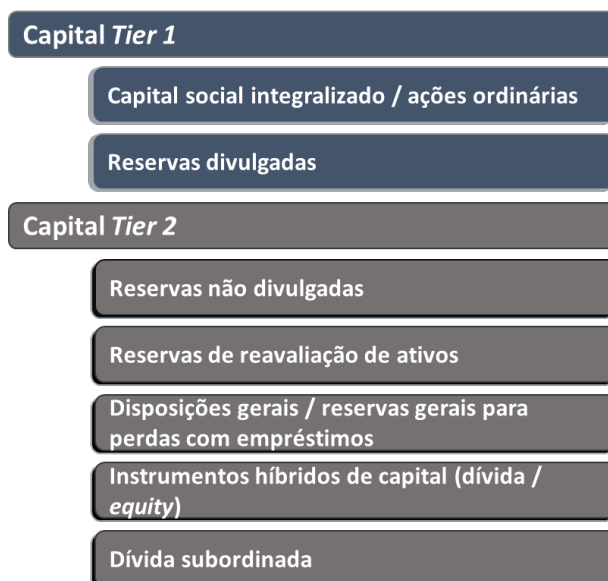 Capital Tier 1
Capital social integralizado / ações ordinárias
Reservas divulgadas
Capital Tier 2
Reservas não divulgadas
Reservas de reavaliação de ativos
Disposições gerais / reservas gerais para
perdas com empréstimos
Instrumentos híbridos de capital (dívida /
equity)
Dívida subordinada